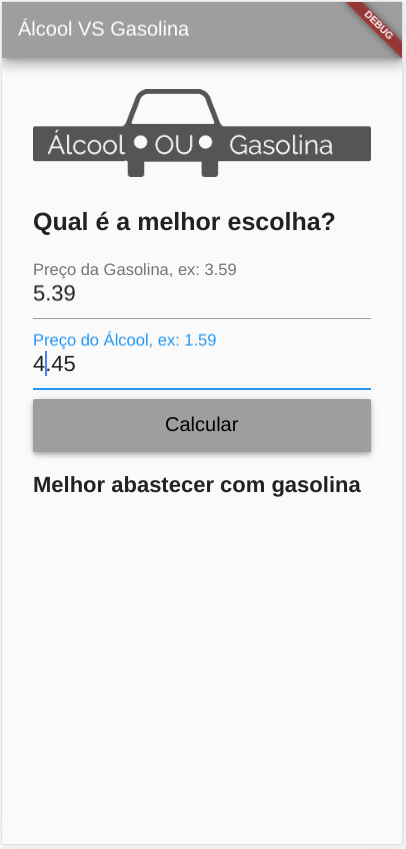 Álcool VS Gasolina
DEBUG
Álcool OU Gasolina
Qual é a melhor escolha?
Preço da Gasolina, ex: 3.59
5.39
Preço do Álcool, ex: 1.59
4.45
Calcular
Melhor abastecer com gasolina